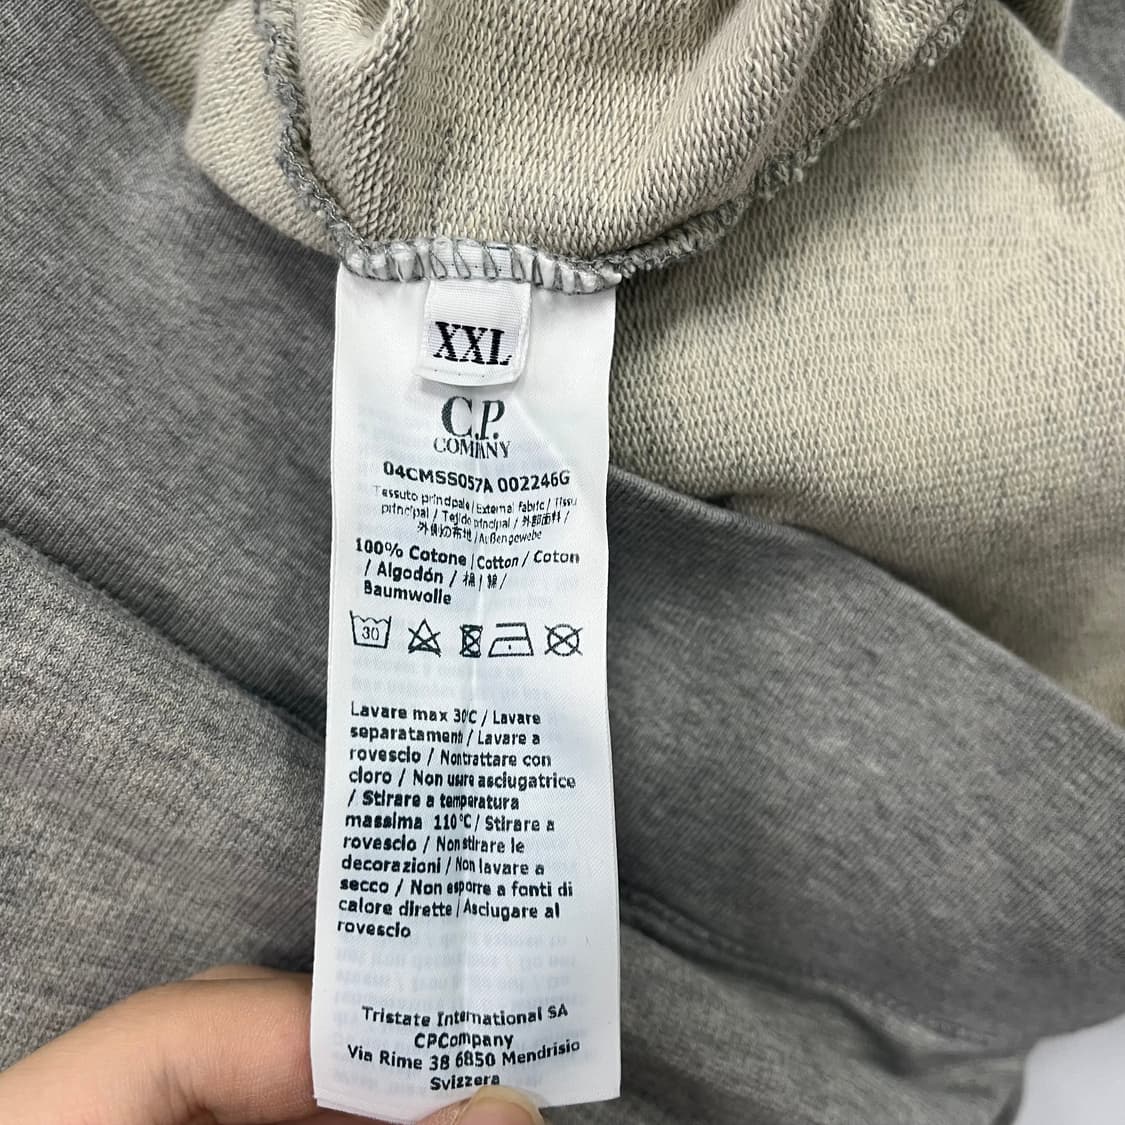 XXL
C.P.
COMPANY
04CMSS057A 002246G
Tessuto principale / External fabric / Tissu
principal / Tejido principal / 外部面料 /
外側の布地 / Außengewebe
100% Cotone / Cotton / Coton
/ Algodón / 棉 / 綿 /
Baumwolle
30
Lavare max 30°C / Lavare
separatamente / Lavare a
rovescio / Non trattare con
cloro / Non usare asciugatrice
/ Stirare a temperatura
massima 110°C / Stirare a
rovescio / Non stirare le
decorazioni / Non lavare a
secco / Non esporre a fonti di
calore dirette / Asciugare al
rovescio
Tristate International SA
CPCompany
Via Rime 38 6850 Mendrisio
Svizzera